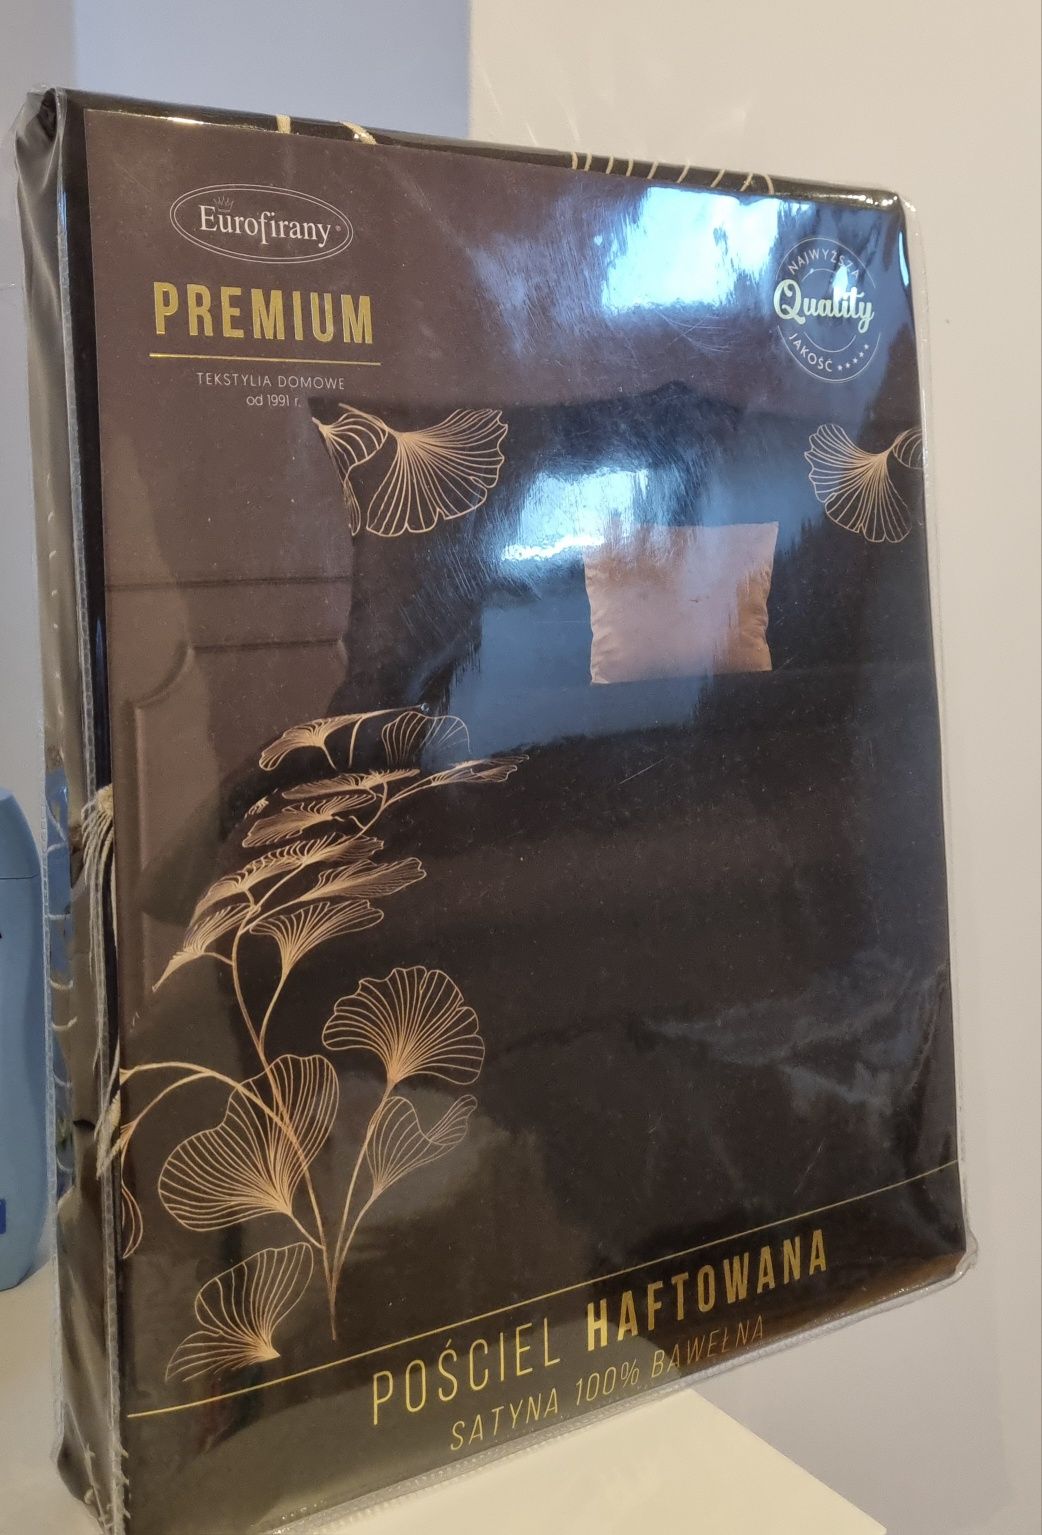 Eurofirany®
PREMIUM
TEKSTYLIA DOMOWE
od 1991 r.
NAJWYŻSZA
Quality
JAKOŚĆ
POŚCIEL HAFTOWANA
SATYNA 100% BAWEŁNA